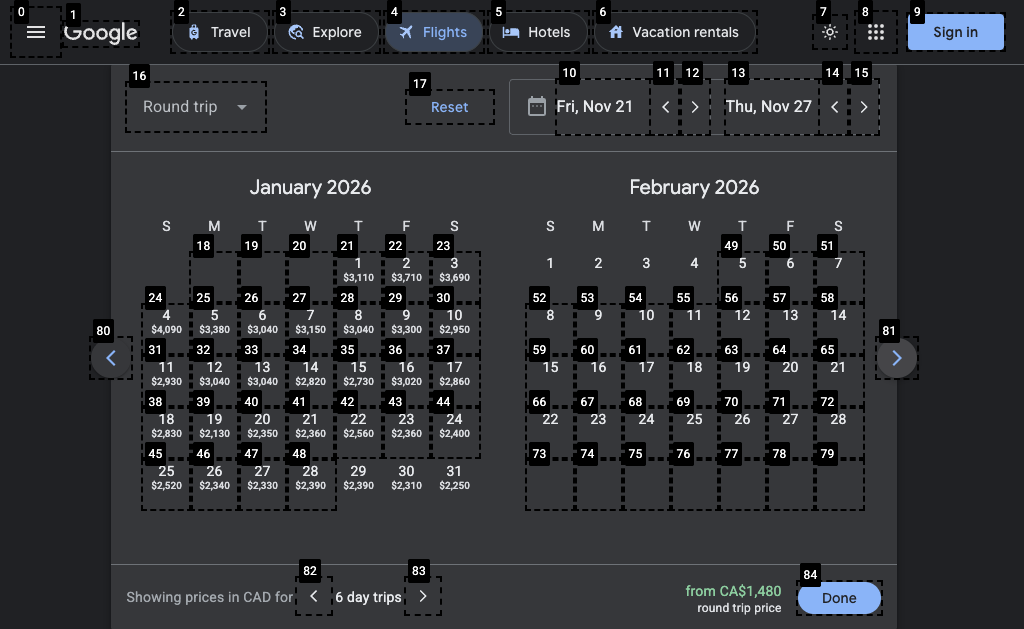 0 1 2 3 4 5 6 7 8 9
Google Travel Explore Flights Hotels Vacation rentals Sign in
16 17 10 11 12 13 14 15
Round trip Reset Fri, Nov 21 Thu, Nov 27
January 2026 February 2026
S M T W T F S S M T W T F S
18 19 20 21 22 23 49 50 51
1 2 3 1 2 3 4 5 6 7
$3,110 $3,710 $3,690
24 25 26 27 28 29 30 52 53 54 55 56 57 58
4 5 6 7 8 9 10 8 9 10 11 12 13 14
$4,090 $3,380 $3,040 $3,150 $3,040 $3,300 $2,950
80 81
31 32 33 34 35 36 37 59 60 61 62 63 64 65
11 12 13 14 15 16 17 15 16 17 18 19 20 21
$2,930 $3,040 $3,040 $2,820 $2,730 $3,020 $2,860
38 39 40 41 42 43 44 66 67 68 69 70 71 72
18 19 20 21 22 23 24 22 23 24 25 26 27 28
$2,830 $2,130 $2,350 $2,360 $2,560 $2,360 $2,400
45 46 47 48 73 74 75 76 77 78 79
25 26 27 28 29 30 31
$2,520 $2,340 $2,330 $2,390 $2,390 $2,310 $2,250
82 83 84
Showing prices in CAD for 6 day trips from CA$1,480 Done
round trip price